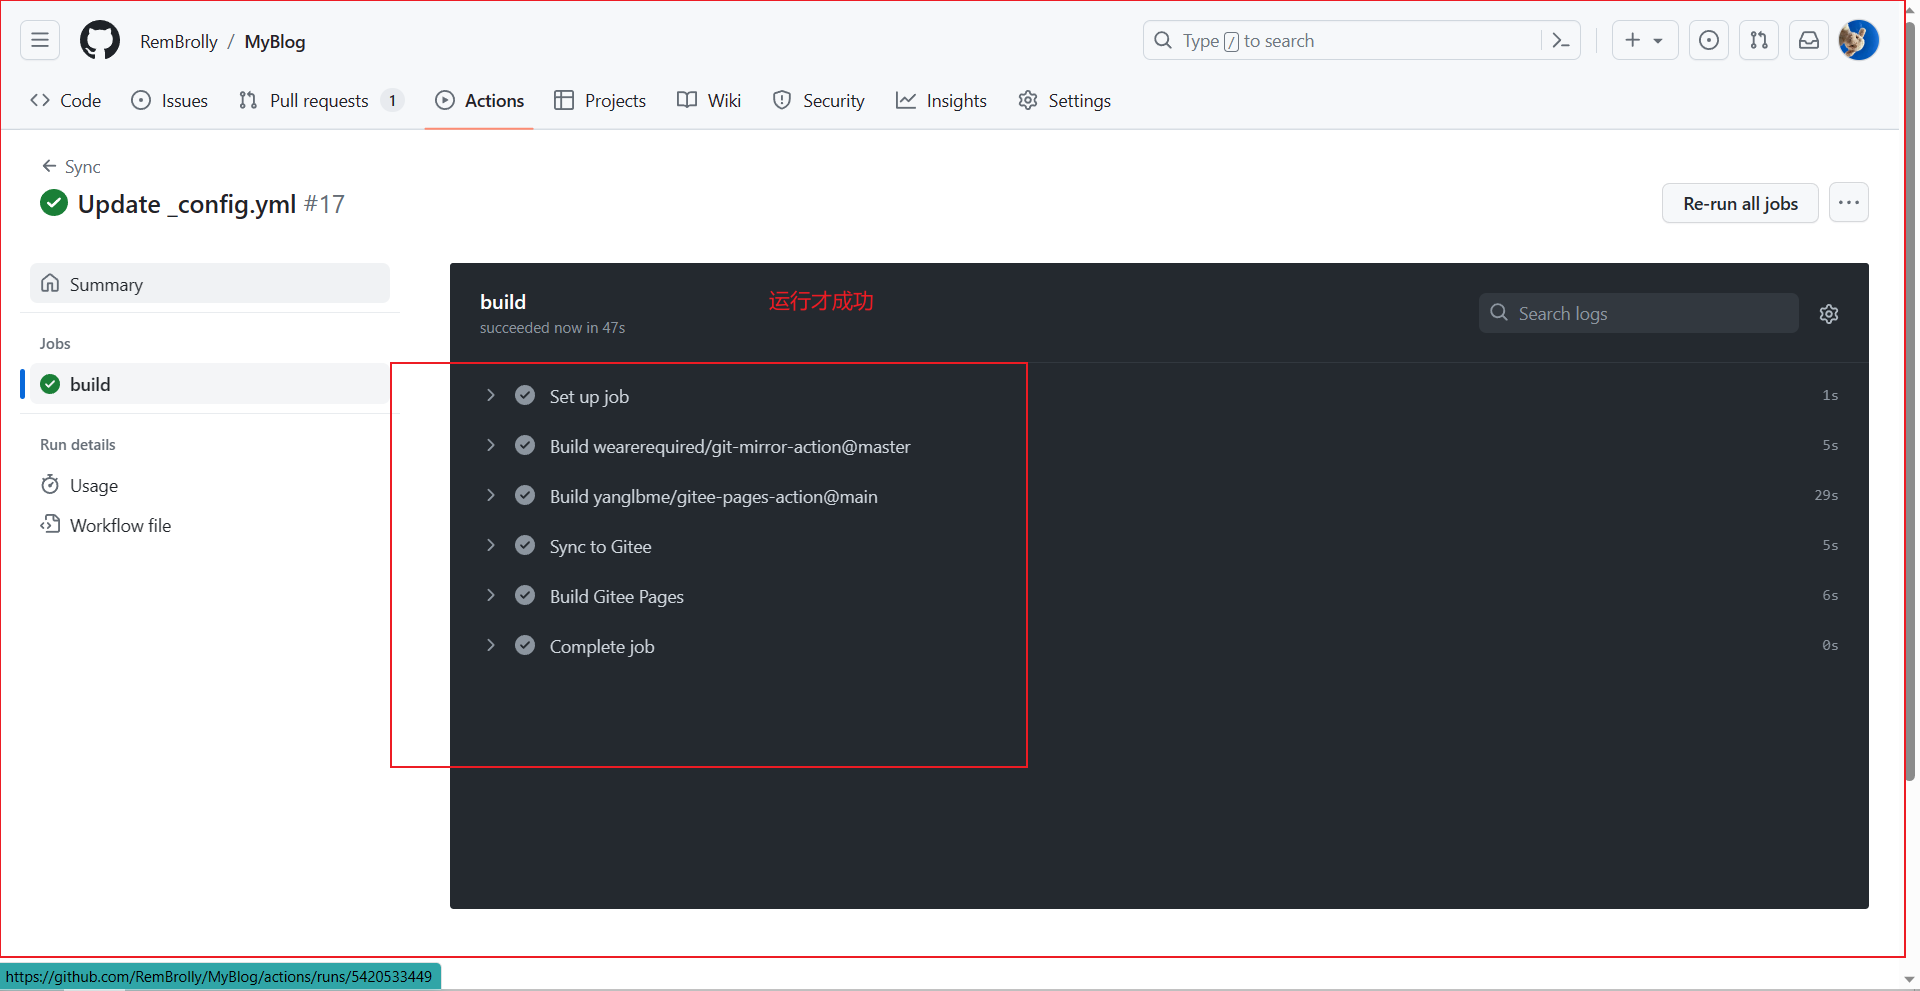 RemBrolly / MyBlog
Type / to search
Code Issues Pull requests 1 Actions Projects Wiki Security Insights Settings
Sync
Update _config.yml #17
Re-run all jobs
Summary
Jobs
build
Run details
Usage
Workflow file
build
运行才成功
succeeded now in 47s
Search logs
Set up job 1s
Build wearerequired/git-mirror-action@master 5s
Build yanglbme/gitee-pages-action@main 29s
Sync to Gitee 5s
Build Gitee Pages 6s
Complete job 0s
https://github.com/RemBrolly/MyBlog/actions/runs/5420533449